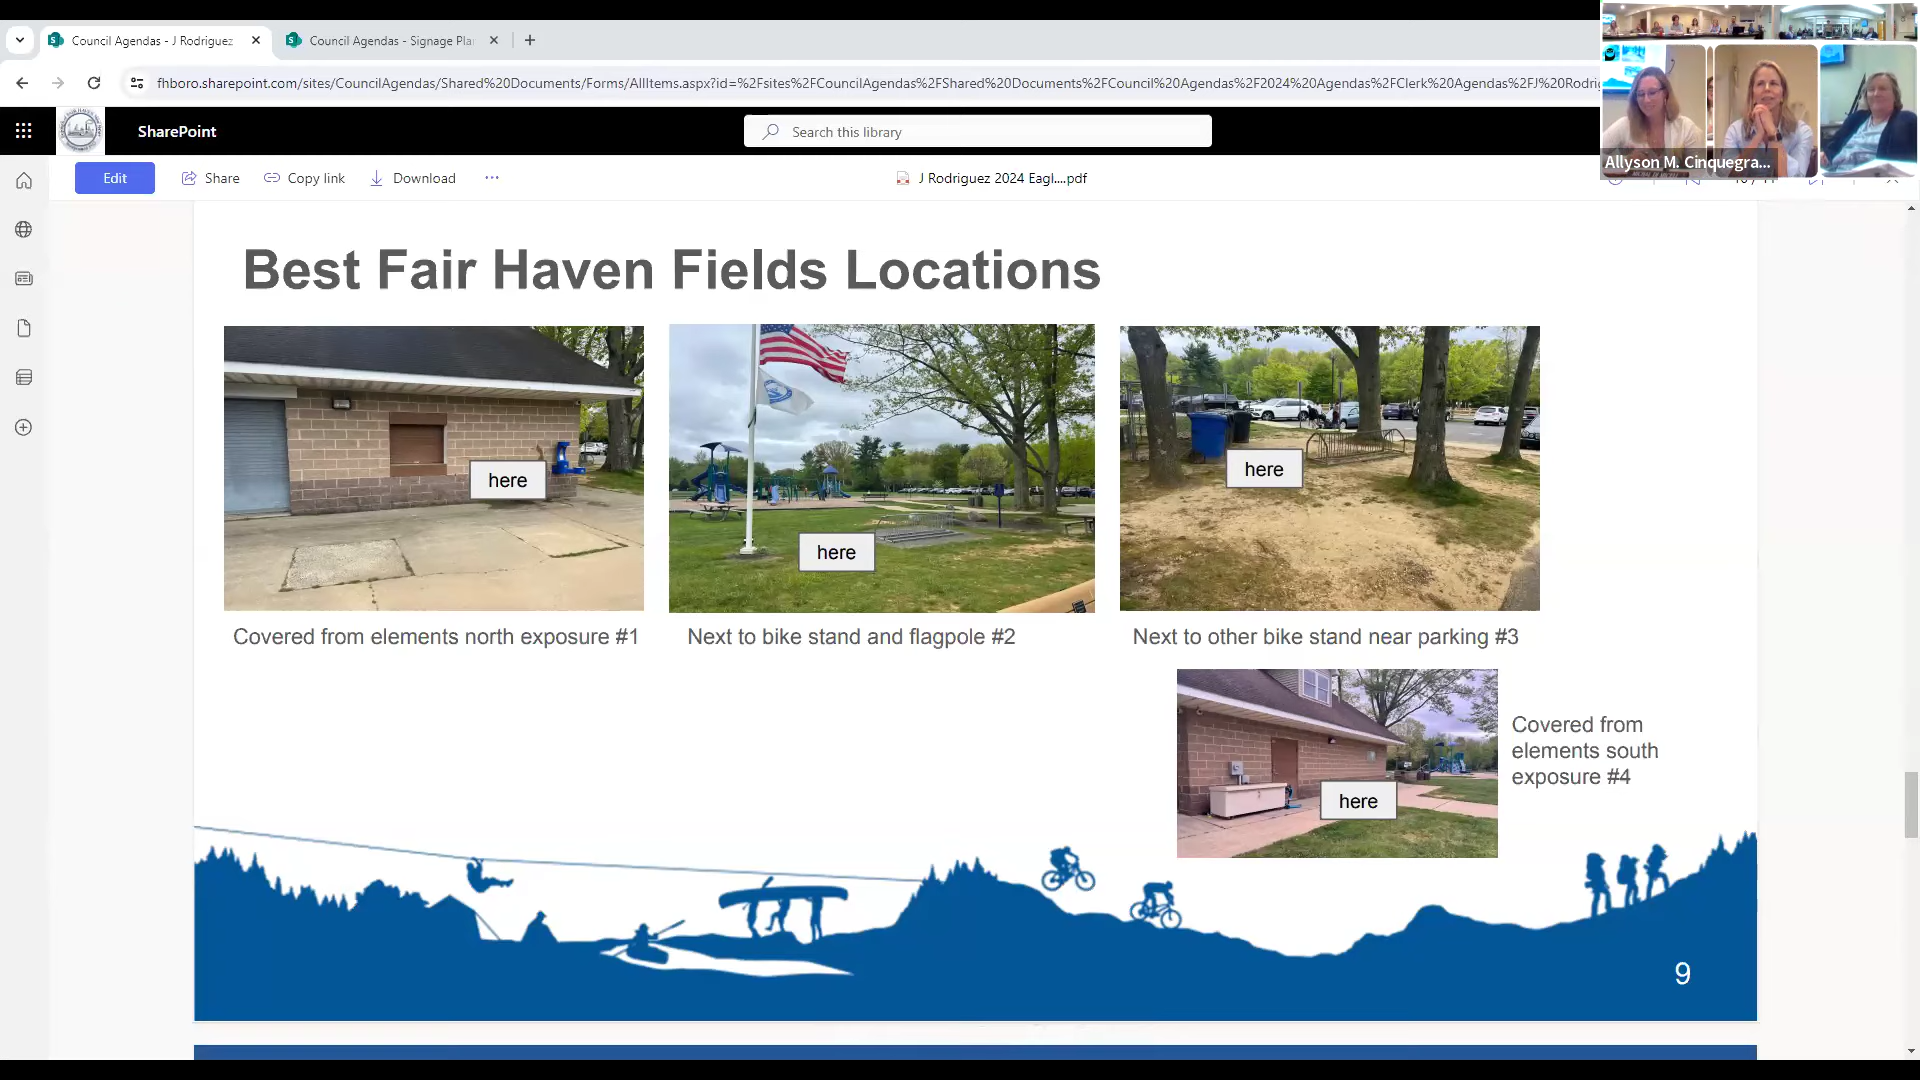 Council Agendas - J Rodriguez
Council Agendas - Signage Pla
fhboro.sharepoint.com/sites/CouncilAgendas/Shared%20Documents/Forms/AllItems.aspx?id=%2Fsites%2FCouncilAgendas%2FShared%20Documents%2FCouncil%20Agendas%2F2024%20Agendas%2FClerk%20Agendas%2FJ%20Rodri
SharePoint
Search this library
Allyson M. Cinquegra...
Edit
Share
Copy link
Download
...
J Rodriguez 2024 Eagl....pdf
Best Fair Haven Fields Locations
here
here
here
Covered from elements north exposure #1
Next to bike stand and flagpole #2
Next to other bike stand near parking #3
here
Covered from
elements south
exposure #4
9